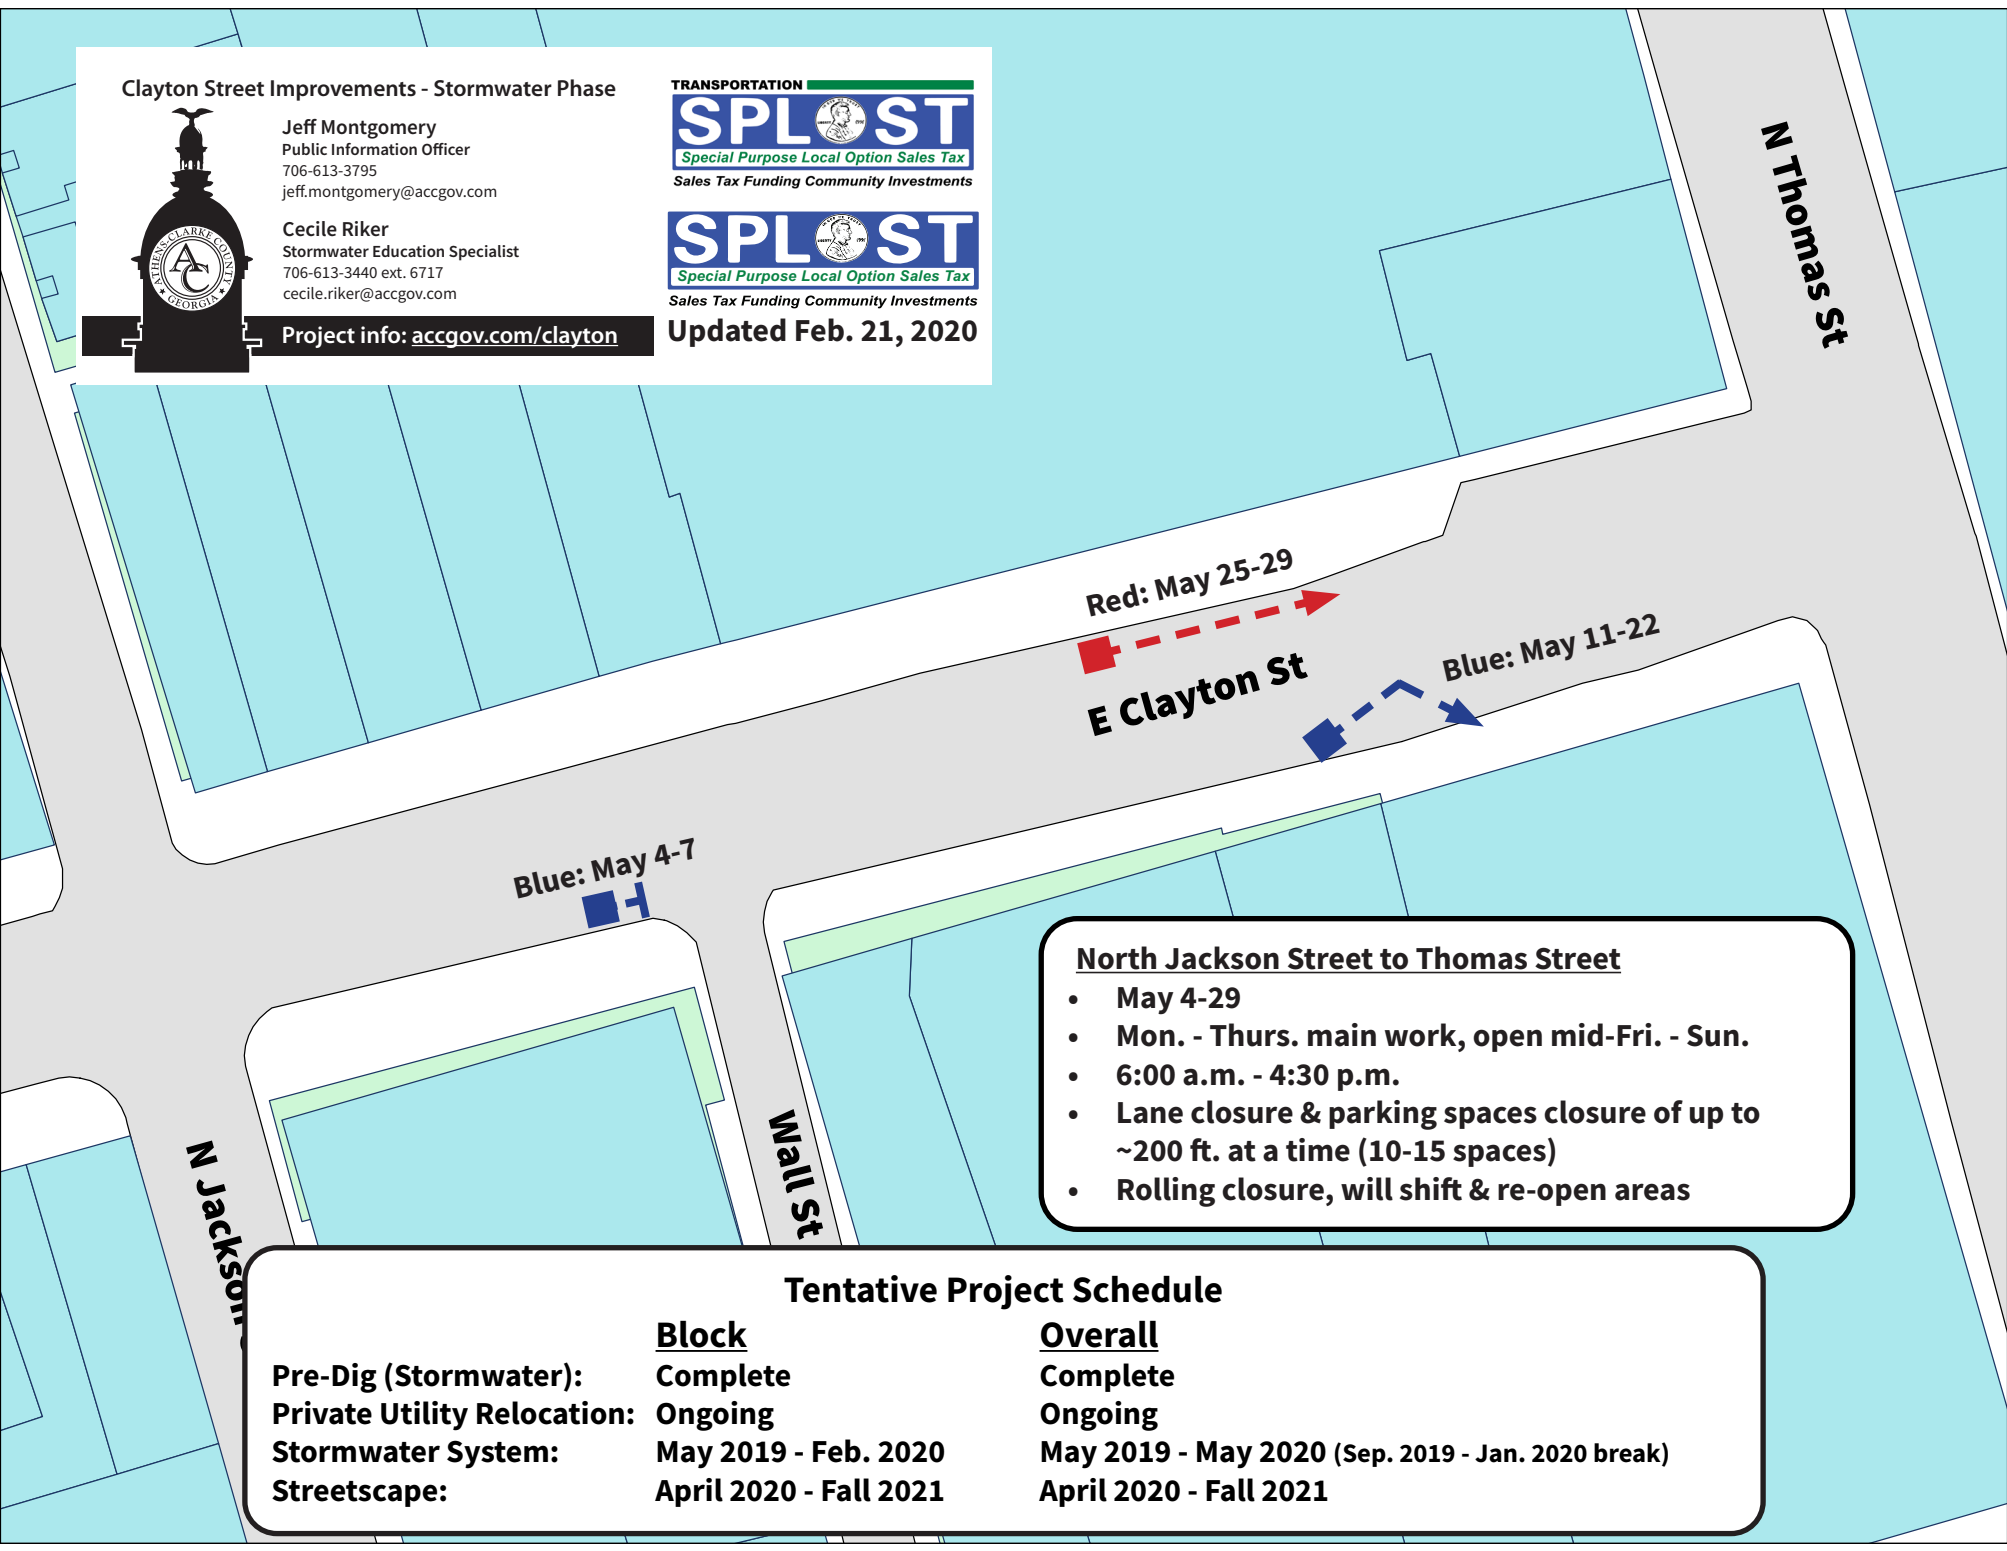 Clayton Street Improvements - Stormwater Phase
Jeff Montgomery
Public Information Officer
706-613-3795
jeff.montgomery@accgov.com
Cecile Riker
Stormwater Education Specialist
706-613-3440 ext. 6717
cecile.riker@accgov.com
Project info: accgov.com/clayton
ATHENS-CLARKE COUNTY
AC
GEORGIA
TRANSPORTATION
SPLOST
Special Purpose Local Option Sales Tax
Sales Tax Funding Community Investments
SPLOST
Special Purpose Local Option Sales Tax
Sales Tax Funding Community Investments
Updated Feb. 21, 2020
N Thomas St
Red: May 25-29
E Clayton St
Blue: May 11-22
Blue: May 4-7
Wall St
N Jackson
North Jackson Street to Thomas Street
• May 4-29
• Mon. - Thurs. main work, open mid-Fri. - Sun.
• 6:00 a.m. - 4:30 p.m.
• Lane closure & parking spaces closure of up to
~200 ft. at a time (10-15 spaces)
• Rolling closure, will shift & re-open areas
Tentative Project Schedule
Block Overall
Pre-Dig (Stormwater): Complete Complete
Private Utility Relocation: Ongoing Ongoing
Stormwater System: May 2019 - Feb. 2020 May 2019 - May 2020 (Sep. 2019 - Jan. 2020 break)
Streetscape: April 2020 - Fall 2021 April 2020 - Fall 2021